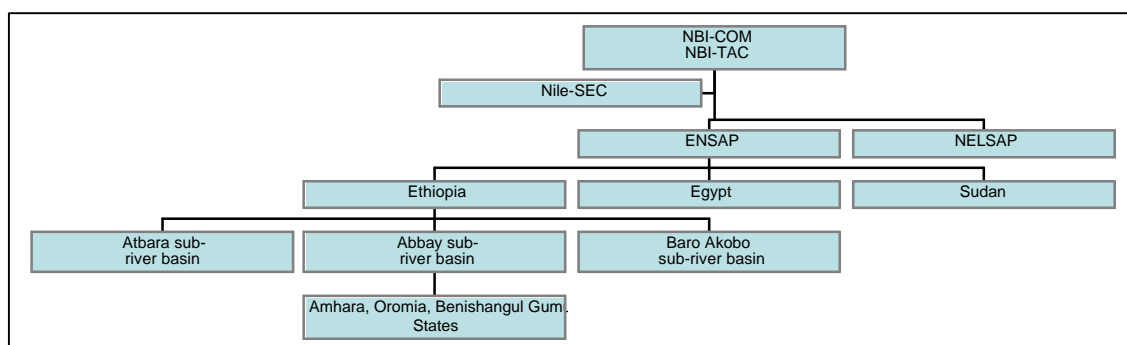 NBI-COM
NBI-TAC
Nile-SEC
ENSAP
NELSAP
Ethiopia
Egypt
Sudan
Atbara sub-
river basin
Abbay sub-
river basin
Baro Akobo
sub-river basin
Amhara, Oromia, Benishangul
States